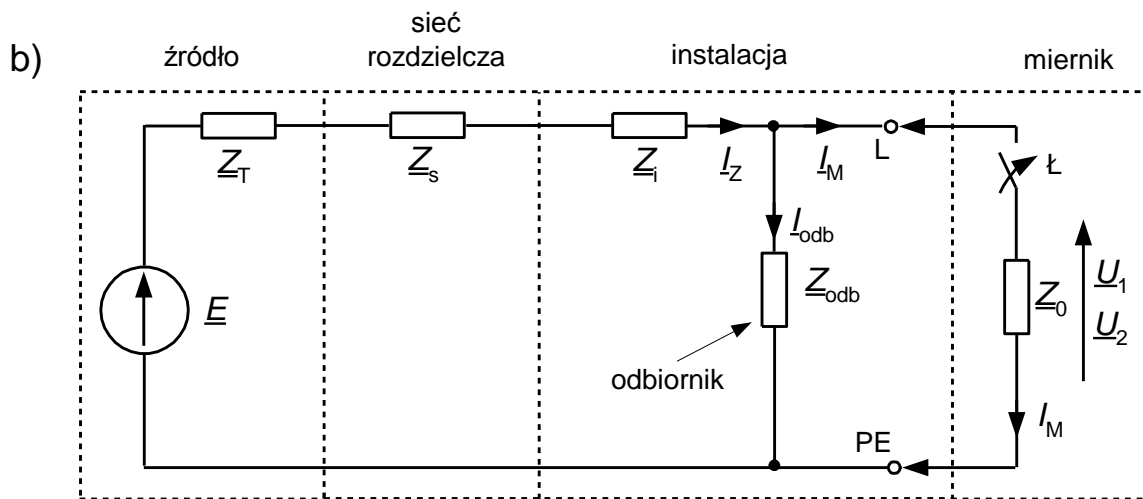 b)
źródło
sieć
rozdzielcza
instalacja
miernik
Z_T
Z_s
Z_i
I_Z
I_M
L
Ł
I_odb
Z_odb
E
Z_0
U_1
U_2
odbiornik
PE
I_M